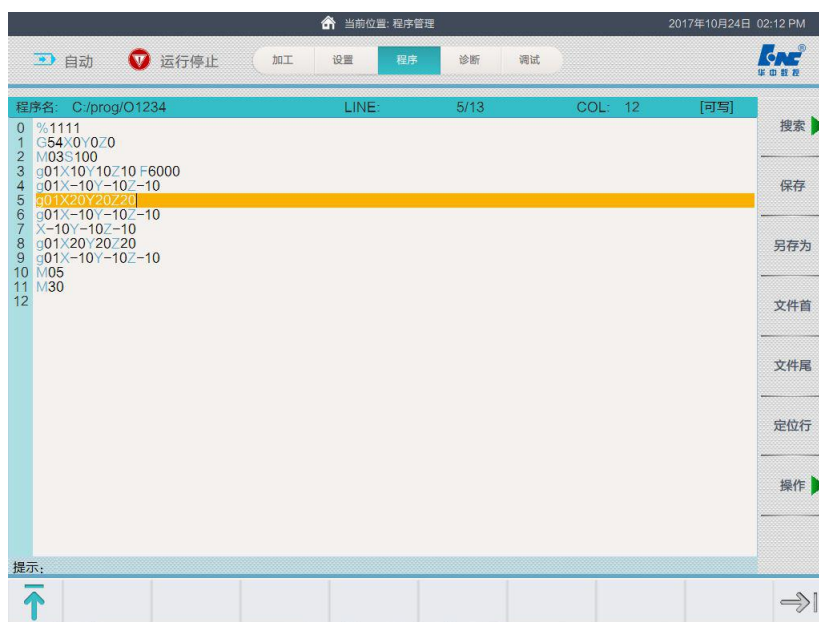 当前位置: 程序管理
2017年10月24日 02:12 PM
自动
运行停止
加工
设置
程序
诊断
调试
HNC®
华中数控
程序名: C:/prog/O1234 LINE: 5/13 COL: 12 [可写]
0 %1111
1 G54X0Y0Z0
2 M03S100
3 g01X10Y10Z10 F6000
4 g01X-10Y-10Z-10
5 g01X20Y20Z20
6 g01X-10Y-10Z-10
7 X-10Y-10Z-10
8 g01X20Y20Z20
9 g01X-10Y-10Z-10
10 M05
11 M30
12
搜索
保存
另存为
文件首
文件尾
定位行
操作
提示: